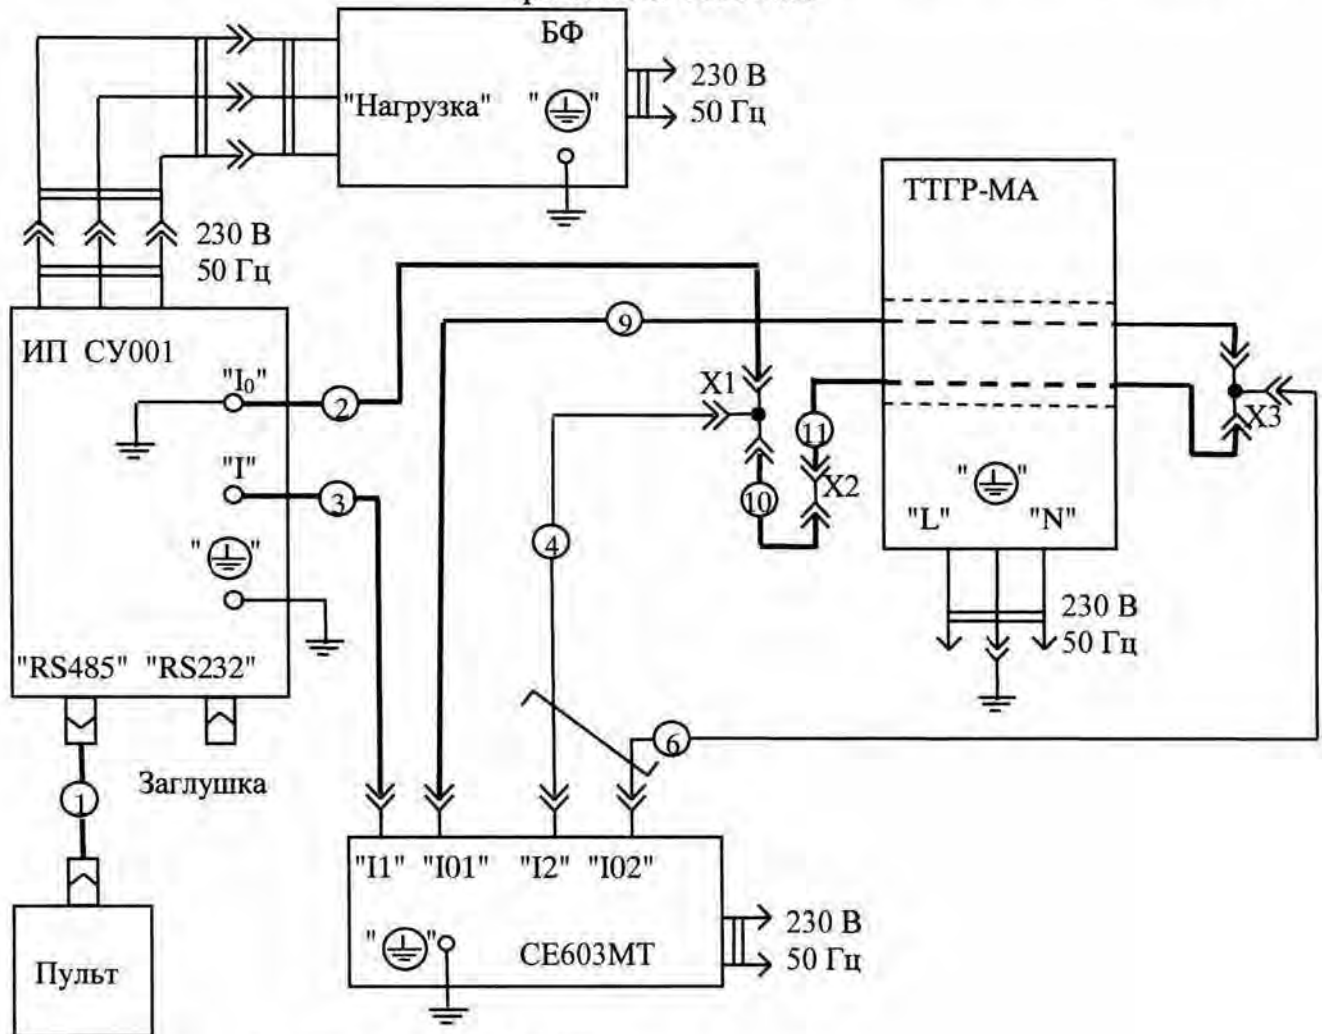 БФ
"Нагрузка" " "
230 В
50 Гц
230 В
50 Гц
ТТГР-МА
ИП СУ001
"I₀"
2
"I"
3
" "
"RS485" "RS232"
9
X1
11
X2
10
4
X3
" "
"L" "N"
230 В
50 Гц
6
Заглушка
1
"I1" "I01" "I2" "I02"
" "
СЕ603МТ
230 В
50 Гц
Пульт